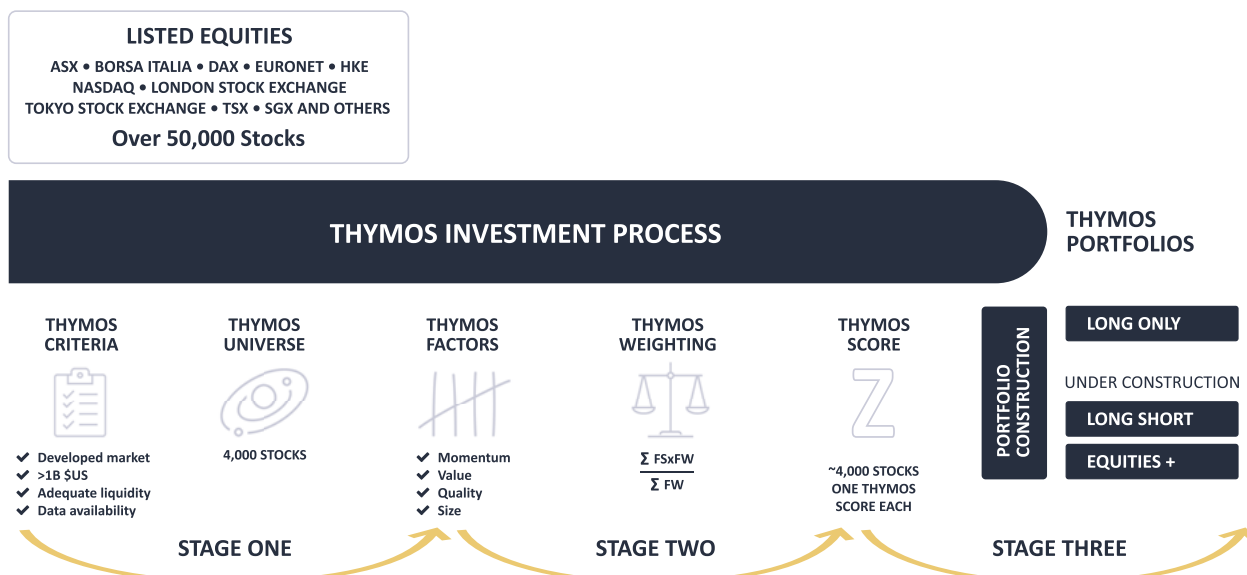 LISTED EQUITIES
ASX • BORSA ITALIA • DAX • EURONET • HKE
NASDAQ • LONDON STOCK EXCHANGE
TOKYO STOCK EXCHANGE • TSX • SGX AND OTHERS
Over 50,000 Stocks
THYMOS INVESTMENT PROCESS
THYMOS
PORTFOLIOS
THYMOS
CRITERIA
Developed market
>1B $US
Adequate liquidity
Data availability
THYMOS
UNIVERSE
4,000 STOCKS
THYMOS
FACTORS
Momentum
Value
Quality
Size
THYMOS
WEIGHTING
Σ FSxFW
Σ FW
THYMOS
SCORE
Z
~4,000 STOCKS
ONE THYMOS
SCORE EACH
PORTFOLIO
CONSTRUCTION
LONG ONLY
UNDER CONSTRUCTION
LONG SHORT
EQUITIES +
STAGE ONE
STAGE TWO
STAGE THREE